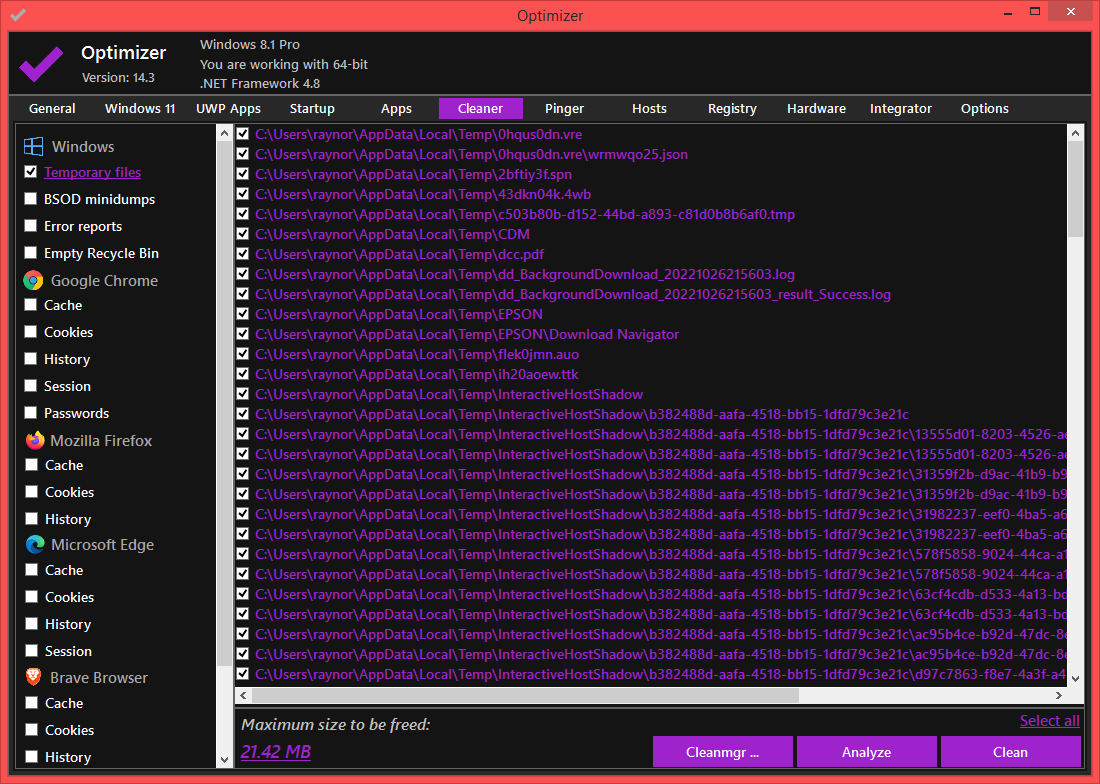 Optimizer
Optimizer
Version: 14.3
Windows 8.1 Pro
You are working with 64-bit
.NET Framework 4.8
General Windows 11 UWP Apps Startup Apps Cleaner Pinger Hosts Registry Hardware Integrator Options
Windows
Temporary files
BSOD minidumps
Error reports
Empty Recycle Bin
Google Chrome
Cache
Cookies
History
Session
Passwords
Mozilla Firefox
Cache
Cookies
History
Microsoft Edge
Cache
Cookies
History
Session
Brave Browser
Cache
Cookies
History
C:\Users\raynor\AppData\Local\Temp\0hqus0dn.vre
C:\Users\raynor\AppData\Local\Temp\0hqus0dn.vre\wrmwqo25.json
C:\Users\raynor\AppData\Local\Temp\2bftiy3f.spn
C:\Users\raynor\AppData\Local\Temp\43dkn04k.4wb
C:\Users\raynor\AppData\Local\Temp\c503b80b-d152-44bd-a893-c81d0b8b6af0.tmp
C:\Users\raynor\AppData\Local\Temp\CDM
C:\Users\raynor\AppData\Local\Temp\dcc.pdf
C:\Users\raynor\AppData\Local\Temp\dd_BackgroundDownload_20221026215603.log
C:\Users\raynor\AppData\Local\Temp\dd_BackgroundDownload_20221026215603_result_Success.log
C:\Users\raynor\AppData\Local\Temp\EPSON
C:\Users\raynor\AppData\Local\Temp\EPSON\Download Navigator
C:\Users\raynor\AppData\Local\Temp\flek0jmn.auo
C:\Users\raynor\AppData\Local\Temp\ih20aoew.ttk
C:\Users\raynor\AppData\Local\Temp\InteractiveHostShadow
C:\Users\raynor\AppData\Local\Temp\InteractiveHostShadow\b382488d-aafa-4518-bb15-1dfd79c3e21c
C:\Users\raynor\AppData\Local\Temp\InteractiveHostShadow\b382488d-aafa-4518-bb15-1dfd79c3e21c\13555d01-8203-4526-ae
C:\Users\raynor\AppData\Local\Temp\InteractiveHostShadow\b382488d-aafa-4518-bb15-1dfd79c3e21c\13555d01-8203-4526-ae
C:\Users\raynor\AppData\Local\Temp\InteractiveHostShadow\b382488d-aafa-4518-bb15-1dfd79c3e21c\31359f2b-d9ac-41b9-b9
C:\Users\raynor\AppData\Local\Temp\InteractiveHostShadow\b382488d-aafa-4518-bb15-1dfd79c3e21c\31359f2b-d9ac-41b9-b9
C:\Users\raynor\AppData\Local\Temp\InteractiveHostShadow\b382488d-aafa-4518-bb15-1dfd79c3e21c\31982237-eef0-4ba5-a6
C:\Users\raynor\AppData\Local\Temp\InteractiveHostShadow\b382488d-aafa-4518-bb15-1dfd79c3e21c\31982237-eef0-4ba5-a6
C:\Users\raynor\AppData\Local\Temp\InteractiveHostShadow\b382488d-aafa-4518-bb15-1dfd79c3e21c\578f5858-9024-44ca-a1
C:\Users\raynor\AppData\Local\Temp\InteractiveHostShadow\b382488d-aafa-4518-bb15-1dfd79c3e21c\578f5858-9024-44ca-a1
C:\Users\raynor\AppData\Local\Temp\InteractiveHostShadow\b382488d-aafa-4518-bb15-1dfd79c3e21c\63cf4cdb-d533-4a13-bd
C:\Users\raynor\AppData\Local\Temp\InteractiveHostShadow\b382488d-aafa-4518-bb15-1dfd79c3e21c\63cf4cdb-d533-4a13-bd
C:\Users\raynor\AppData\Local\Temp\InteractiveHostShadow\b382488d-aafa-4518-bb15-1dfd79c3e21c\ac95b4ce-b92d-47dc-8e
C:\Users\raynor\AppData\Local\Temp\InteractiveHostShadow\b382488d-aafa-4518-bb15-1dfd79c3e21c\ac95b4ce-b92d-47dc-8e
C:\Users\raynor\AppData\Local\Temp\InteractiveHostShadow\b382488d-aafa-4518-bb15-1dfd79c3e21c\d97c7863-f8e7-4a3f-a4
Maximum size to be freed:
21.42 MB
Select all
Cleanmgr ... Analyze Clean